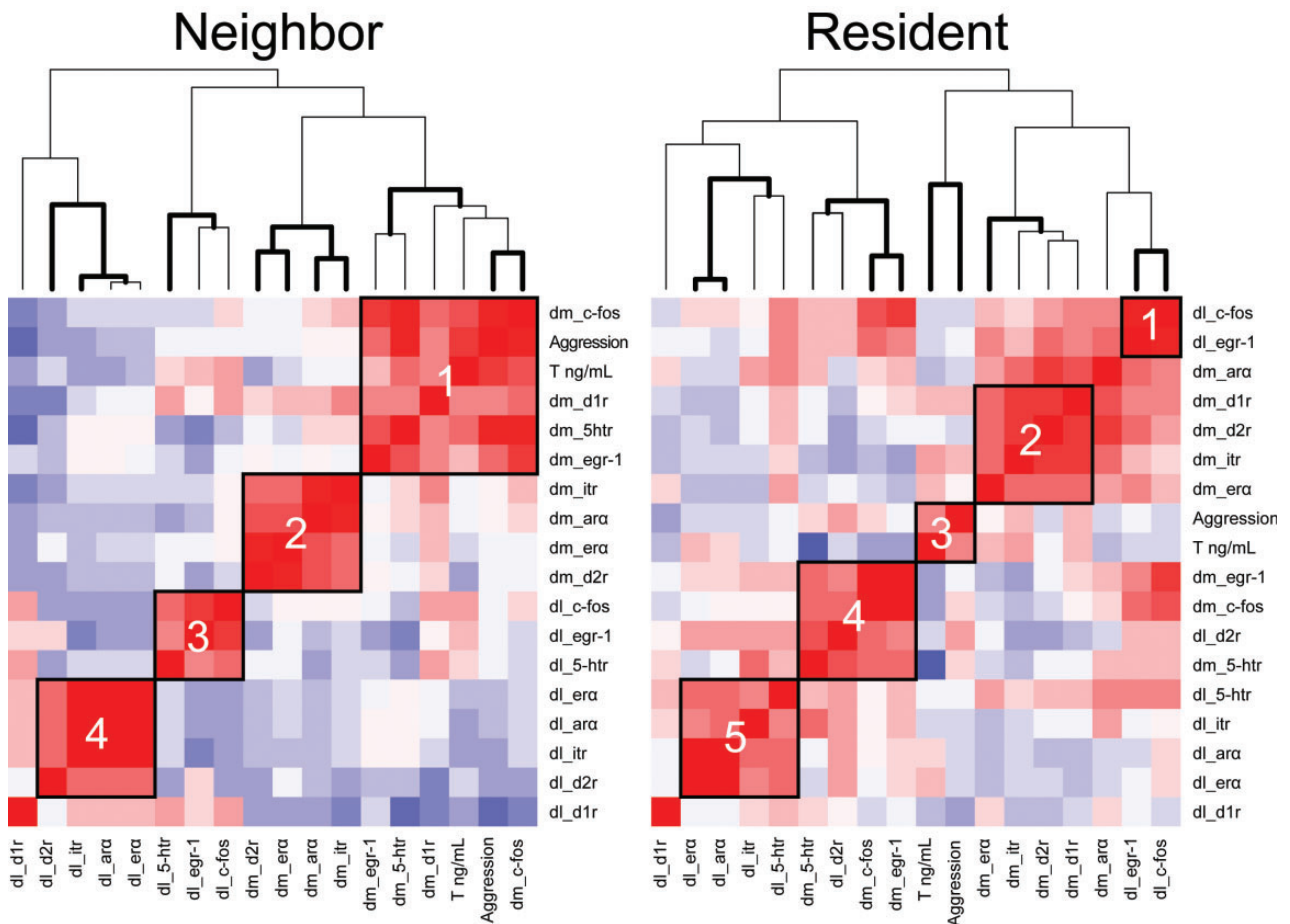 Neighbor
Resident
1
2
3
4
dm_c-fos
Aggression
T ng/mL
dm_d1r
dm_5htr
dm_egr-1
dm_itr
dm_arα
dm_erα
dm_d2r
dl_c-fos
dl_egr-1
dl_5-htr
dl_erα
dl_arα
dl_itr
dl_d2r
dl_d1r
dl_d1r
dl_d2r
dl_itr
dl_arα
dl_erα
dl_5-htr
dl_egr-1
dl_c-fos
dm_d2r
dm_erα
dm_arα
dm_itr
dm_egr-1
dm_5-htr
dm_d1r
T ng/mL
Aggression
dm_c-fos
1
2
3
4
5
dl_c-fos
dl_egr-1
dm_arα
dm_d1r
dm_d2r
dm_itr
dm_erα
Aggression
T ng/mL
dm_egr-1
dm_c-fos
dl_d2r
dm_5-htr
dl_5-htr
dl_itr
dl_arα
dl_erα
dl_d1r
dl_d1r
dl_erα
dl_arα
dl_itr
dl_5-htr
dm_5-htr
dl_d2r
dm_c-fos
dm_egr-1
T ng/mL
Aggression
dm_erα
dm_itr
dm_d2r
dm_d1r
dm_arα
dl_egr-1
dl_c-fos